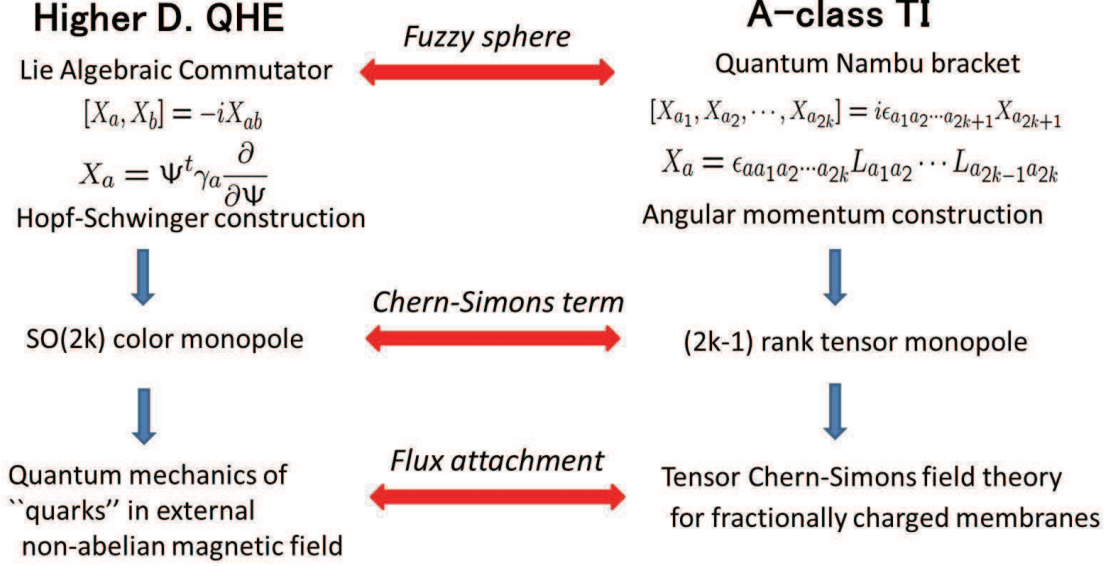 Higher D. QHE
Fuzzy sphere
A-class TI
Lie Algebraic Commutator
Quantum Nambu bracket
[X_a, X_b] = -iX_{ab}
[X_{a_1}, X_{a_2}, ⋯, X_{a_{2k}}] = iϵ_{a_1a_2⋯a_{2k+1}}X_{a_{2k+1}}
X_a = Ψ^tγ_a ∂/∂Ψ
X_a = ϵ_{aa_1a_2⋯a_{2k}}L_{a_1a_2}⋯L_{a_{2k-1}a_{2k}}
Hopf-Schwinger construction
Angular momentum construction
Chern-Simons term
SO(2k) color monopole
(2k-1) rank tensor monopole
Flux attachment
Quantum mechanics of
``quarks'' in external
non-abelian magnetic field
Tensor Chern-Simons field theory
for fractionally charged membranes